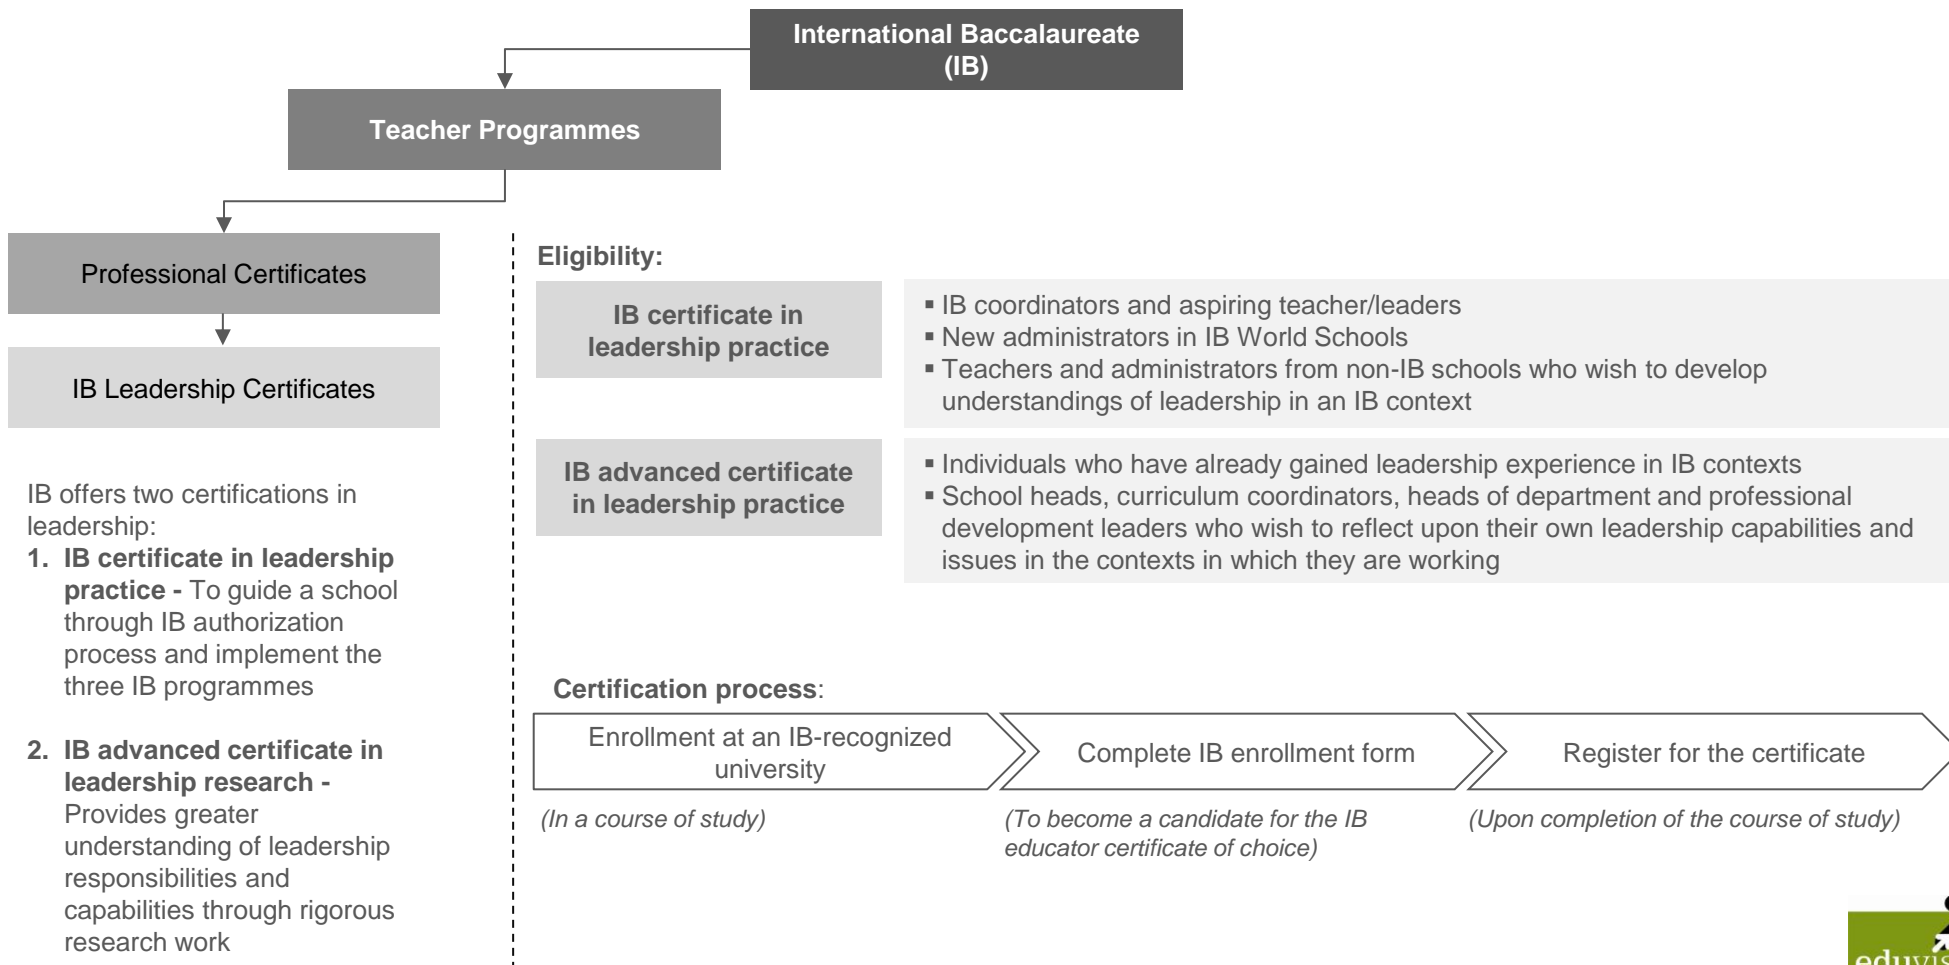 International Baccalaureate
(IB)
Teacher Programmes
Professional Certificates
IB Leadership Certificates
IB offers two certifications in
leadership:
1. IB certificate in leadership
practice - To guide a school
through IB authorization
process and implement the
three IB programmes
2. IB advanced certificate in
leadership research -
Provides greater
understanding of leadership
responsibilities and
capabilities through rigorous
research work
Eligibility:
IB certificate in
leadership practice
▪ IB coordinators and aspiring teacher/leaders
▪ New administrators in IB World Schools
▪ Teachers and administrators from non-IB schools who wish to develop
understandings of leadership in an IB context
IB advanced certificate
in leadership practice
▪ Individuals who have already gained leadership experience in IB contexts
▪ School heads, curriculum coordinators, heads of department and professional
development leaders who wish to reflect upon their own leadership capabilities and
issues in the contexts in which they are working
Certification process:
Enrollment at an IB-recognized
university
Complete IB enrollment form
Register for the certificate
(In a course of study)
(To become a candidate for the IB
educator certificate of choice)
(Upon completion of the course of study)